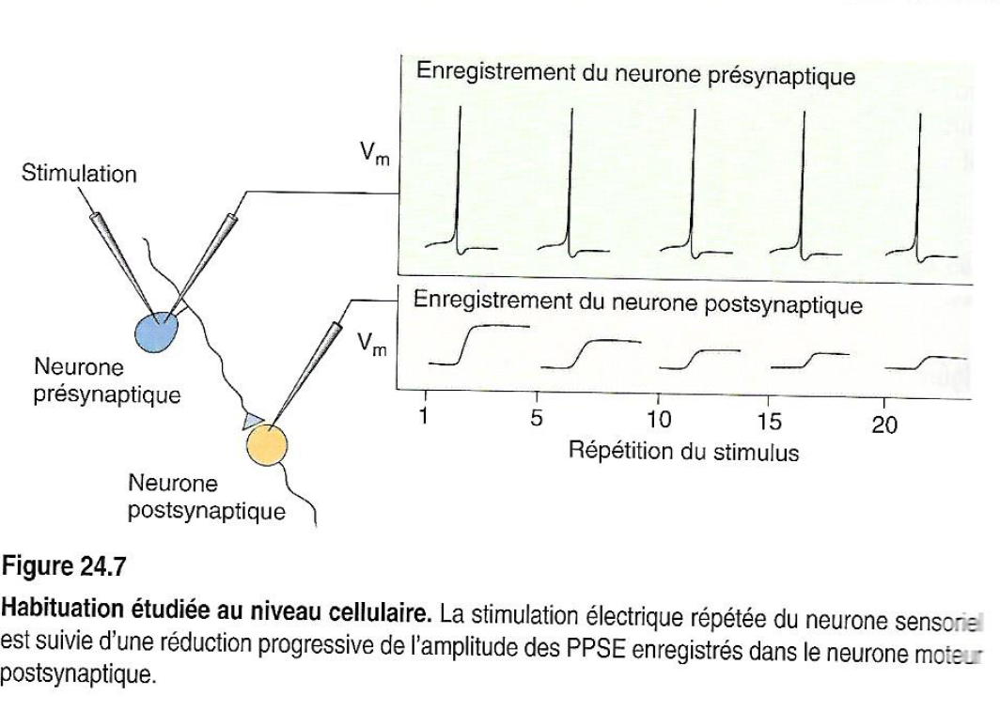 Enregistrement du neurone présynaptique
Vm
Stimulation
Enregistrement du neurone postsynaptique
Vm
Neurone
présynaptique
1 5 10 15 20
Répétition du stimulus
Neurone
postsynaptique
Figure 24.7
Habituation étudiée au niveau cellulaire. La stimulation électrique répétée du neurone sensoriel
est suivie d'une réduction progressive de l'amplitude des PPSE enregistrés dans le neurone moteur
postsynaptique.